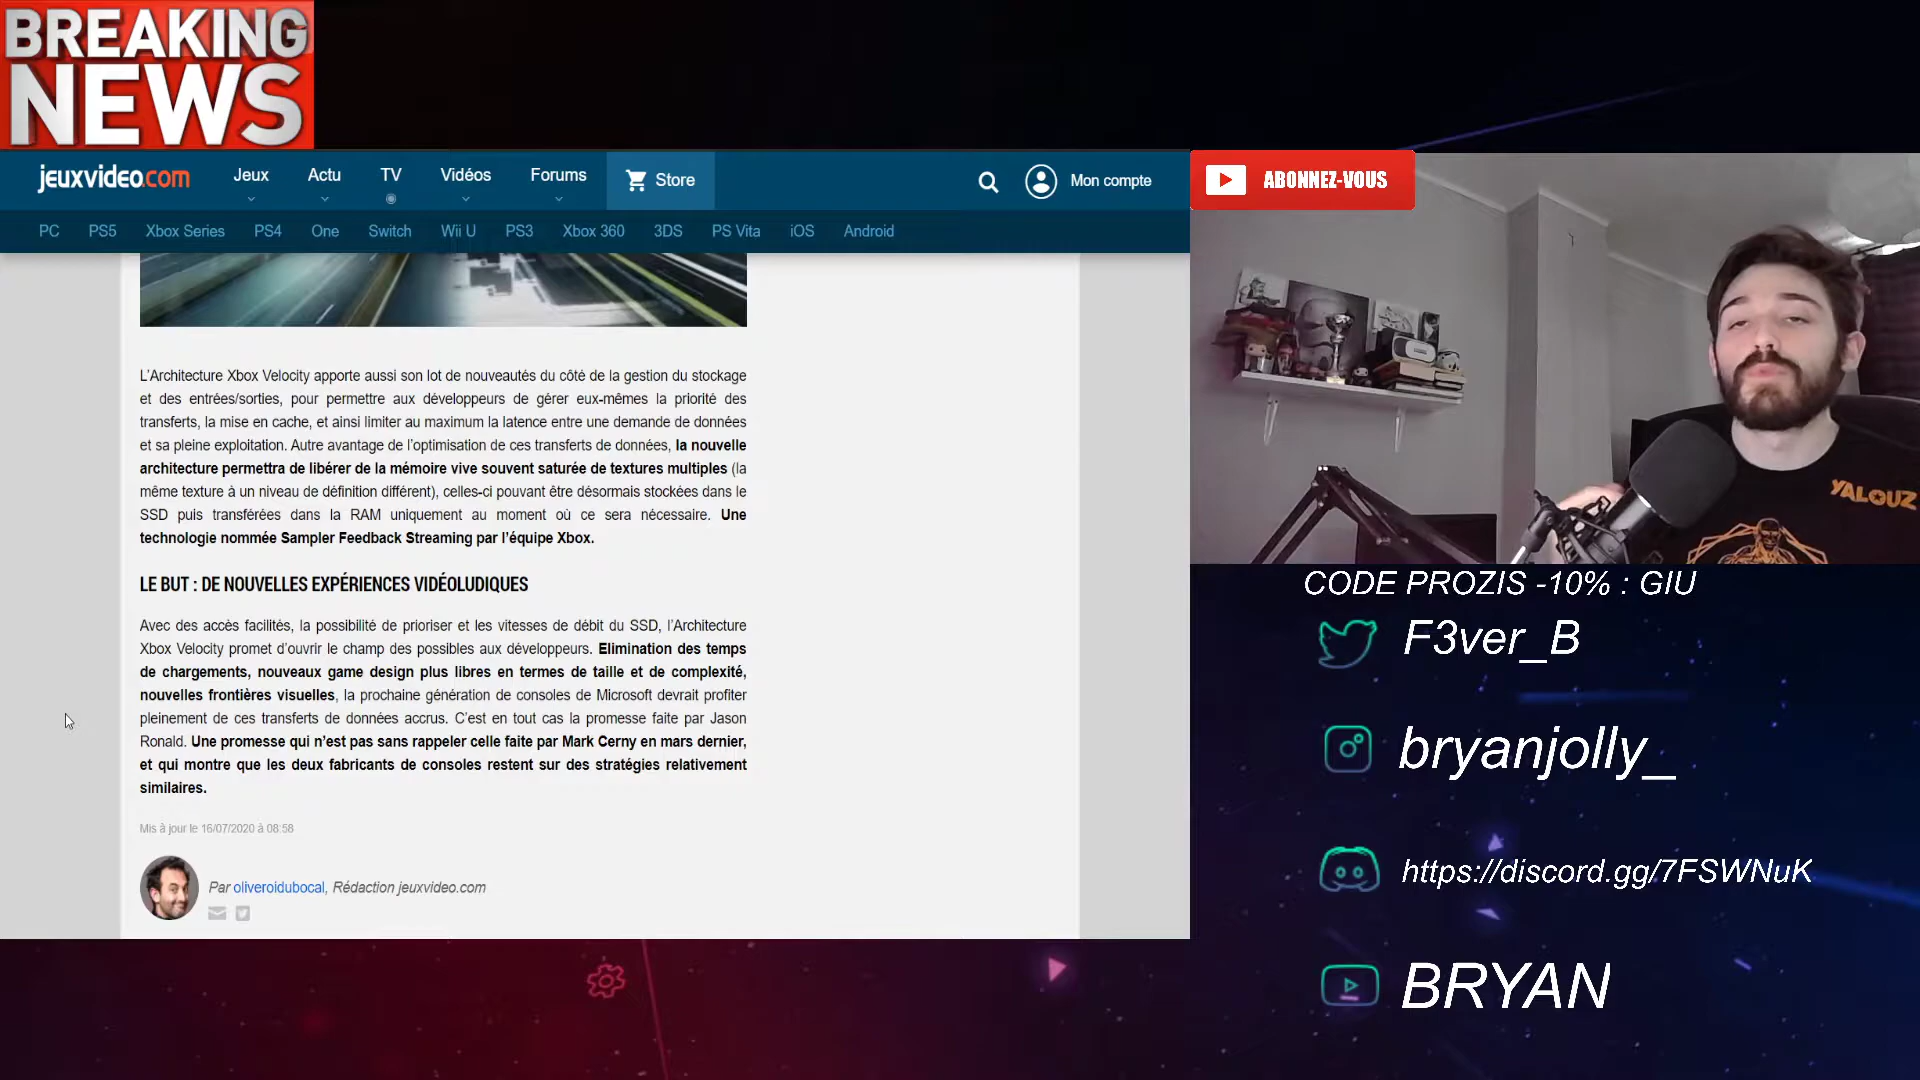 BREAKING
NEWS
jeuxvideo.com
Jeux
Actu
TV
Vidéos
Forums
Store
Mon compte
ABONNEZ-VOUS
PC
PS5
Xbox Series
PS4
One
Switch
Wii U
PS3
Xbox 360
3DS
PS Vita
iOS
Android
L'Architecture Xbox Velocity apporte aussi son lot de nouveautés du côté de la gestion du stockage
et des entrées/sorties, pour permettre aux développeurs de gérer eux-mêmes la priorité des
transferts, la mise en cache, et ainsi limiter au maximum la latence entre une demande de données
et sa pleine exploitation. Autre avantage de l'optimisation de ces transferts de données, la nouvelle
architecture permettra de libérer de la mémoire vive souvent saturée de textures multiples (la
même texture à un niveau de définition différent), celles-ci pouvant être désormais stockées dans le
SSD puis transférées dans la RAM uniquement au moment où ce sera nécessaire. Une
technologie nommée Sampler Feedback Streaming par l'équipe Xbox.
LE BUT : DE NOUVELLES EXPÉRIENCES VIDÉOLUDIQUES
Avec des accès facilités, la possibilité de prioriser et les vitesses de débit du SSD, l'Architecture
Xbox Velocity promet d'ouvrir le champ des possibles aux développeurs. Elimination des temps
de chargements, nouveaux game design plus libres en termes de taille et de complexité,
nouvelles frontières visuelles, la prochaine génération de consoles de Microsoft devrait profiter
pleinement de ces transferts de données accrus. C'est en tout cas la promesse faite par Jason
Ronald. Une promesse qui n'est pas sans rappeler celle faite par Mark Cerny en mars dernier,
et qui montre que les deux fabricants de consoles restent sur des stratégies relativement
similaires.
Mis à jour le 16/07/2020 à 08:58
Par oliveroidubocal, Rédaction jeuxvideo.com
YALOUZ
CODE PROZIS -10% : GIU
F3ver_B
bryanjolly_
https://discord.gg/7FSWNuK
BRYAN